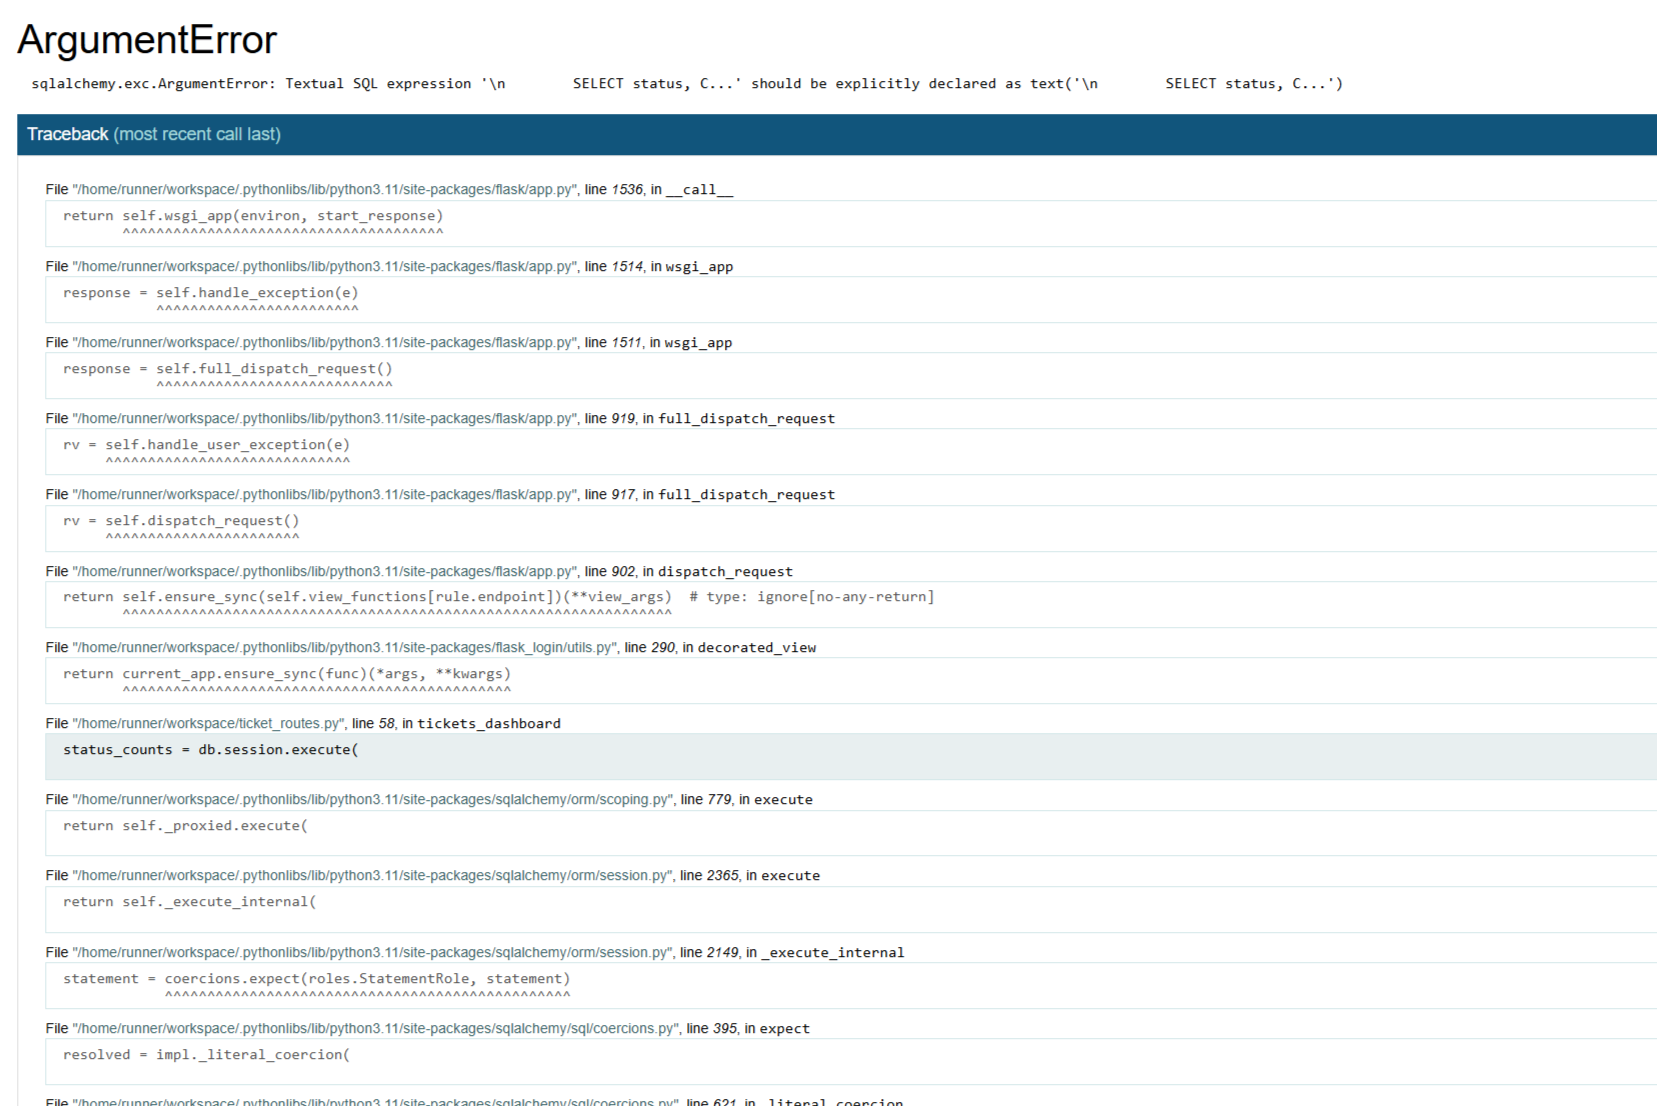 ArgumentError
sqlalchemy.exc.ArgumentError: Textual SQL expression '\n        SELECT status, C...' should be explicitly declared as text('\n        SELECT status, C...')
Traceback (most recent call last)
File "/home/runner/workspace/.pythonlibs/lib/python3.11/site-packages/flask/app.py", line 1536, in __call__
return self.wsgi_app(environ, start_response)
^^^^^^^^^^^^^^^^^^^^^^^^^^^^^^^^^^^^^^
File "/home/runner/workspace/.pythonlibs/lib/python3.11/site-packages/flask/app.py", line 1514, in wsgi_app
response = self.handle_exception(e)
^^^^^^^^^^^^^^^^^^^^^^^^
File "/home/runner/workspace/.pythonlibs/lib/python3.11/site-packages/flask/app.py", line 1511, in wsgi_app
response = self.full_dispatch_request()
^^^^^^^^^^^^^^^^^^^^^^^^^^^^
File "/home/runner/workspace/.pythonlibs/lib/python3.11/site-packages/flask/app.py", line 919, in full_dispatch_request
rv = self.handle_user_exception(e)
^^^^^^^^^^^^^^^^^^^^^^^^^^^^^
File "/home/runner/workspace/.pythonlibs/lib/python3.11/site-packages/flask/app.py", line 917, in full_dispatch_request
rv = self.dispatch_request()
^^^^^^^^^^^^^^^^^^^^^^^
File "/home/runner/workspace/.pythonlibs/lib/python3.11/site-packages/flask/app.py", line 902, in dispatch_request
return self.ensure_sync(self.view_functions[rule.endpoint])(**view_args)  # type: ignore[no-any-return]
^^^^^^^^^^^^^^^^^^^^^^^^^^^^^^^^^^^^^^^^^^^^^^^^^^^^^^^^^^^^^^^^^
File "/home/runner/workspace/.pythonlibs/lib/python3.11/site-packages/flask_login/utils.py", line 290, in decorated_view
return current_app.ensure_sync(func)(*args, **kwargs)
^^^^^^^^^^^^^^^^^^^^^^^^^^^^^^^^^^^^^^^^^^^^^^
File "/home/runner/workspace/ticket_routes.py", line 58, in tickets_dashboard
status_counts = db.session.execute(
File "/home/runner/workspace/.pythonlibs/lib/python3.11/site-packages/sqlalchemy/orm/scoping.py", line 779, in execute
return self._proxied.execute(
File "/home/runner/workspace/.pythonlibs/lib/python3.11/site-packages/sqlalchemy/orm/session.py", line 2365, in execute
return self._execute_internal(
File "/home/runner/workspace/.pythonlibs/lib/python3.11/site-packages/sqlalchemy/orm/session.py", line 2149, in _execute_internal
statement = coercions.expect(roles.StatementRole, statement)
^^^^^^^^^^^^^^^^^^^^^^^^^^^^^^^^^^^^^^^^^^^^^^^^
File "/home/runner/workspace/.pythonlibs/lib/python3.11/site-packages/sqlalchemy/sql/coercions.py", line 395, in expect
resolved = impl._literal_coercion(
File "/home/runner/workspace/.pythonlibs/lib/python3.11/site-packages/sqlalchemy/sql/coercions.py", line 621, in _literal_coercion